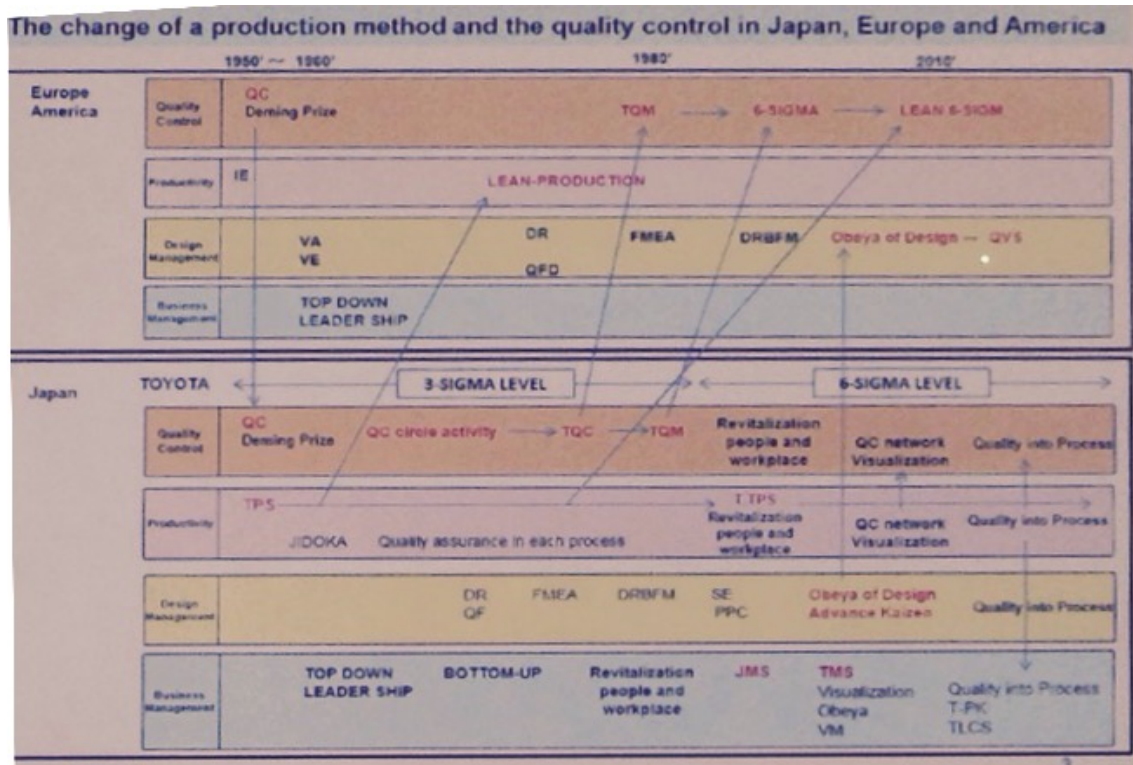 The change of a production method and the quality control in Japan, Europe and America
1950' ~ 1960' 1980' 2010'
Europe
America
Quality
Control
QC
Deming Prize
TQM
6-SIGMA
LEAN 6-SIGM
Productivity
IE
LEAN-PRODUCTION
Design
Management
VA
VE
DR
QFD
FMEA
DRBFM
Obeya of Design — QVS
Business
Management
TOP DOWN
LEADER SHIP
Japan
TOYOTA
3-SIGMA LEVEL
6-SIGMA LEVEL
Quality
Control
QC
Deming Prize
QC circle activity
TQC
TQM
Revitalization
people and
workplace
QC network
Visualization
Quality into Process
Productivity
TPS
JIDOKA
Quality assurance in each process
T TPS
Revitalization
people and
workplace
QC network
Visualization
Quality into Process
Design
Management
DR
QF
FMEA
DRBFM
SE
PPC
Obeya of Design
Advance Kaizen
Quality into Process
Business
Management
TOP DOWN
LEADER SHIP
BOTTOM-UP
Revitalization
people and
workplace
JMS
TMS
Visualization
Obeya
VM
Quality into Process
T-PK
TLCS